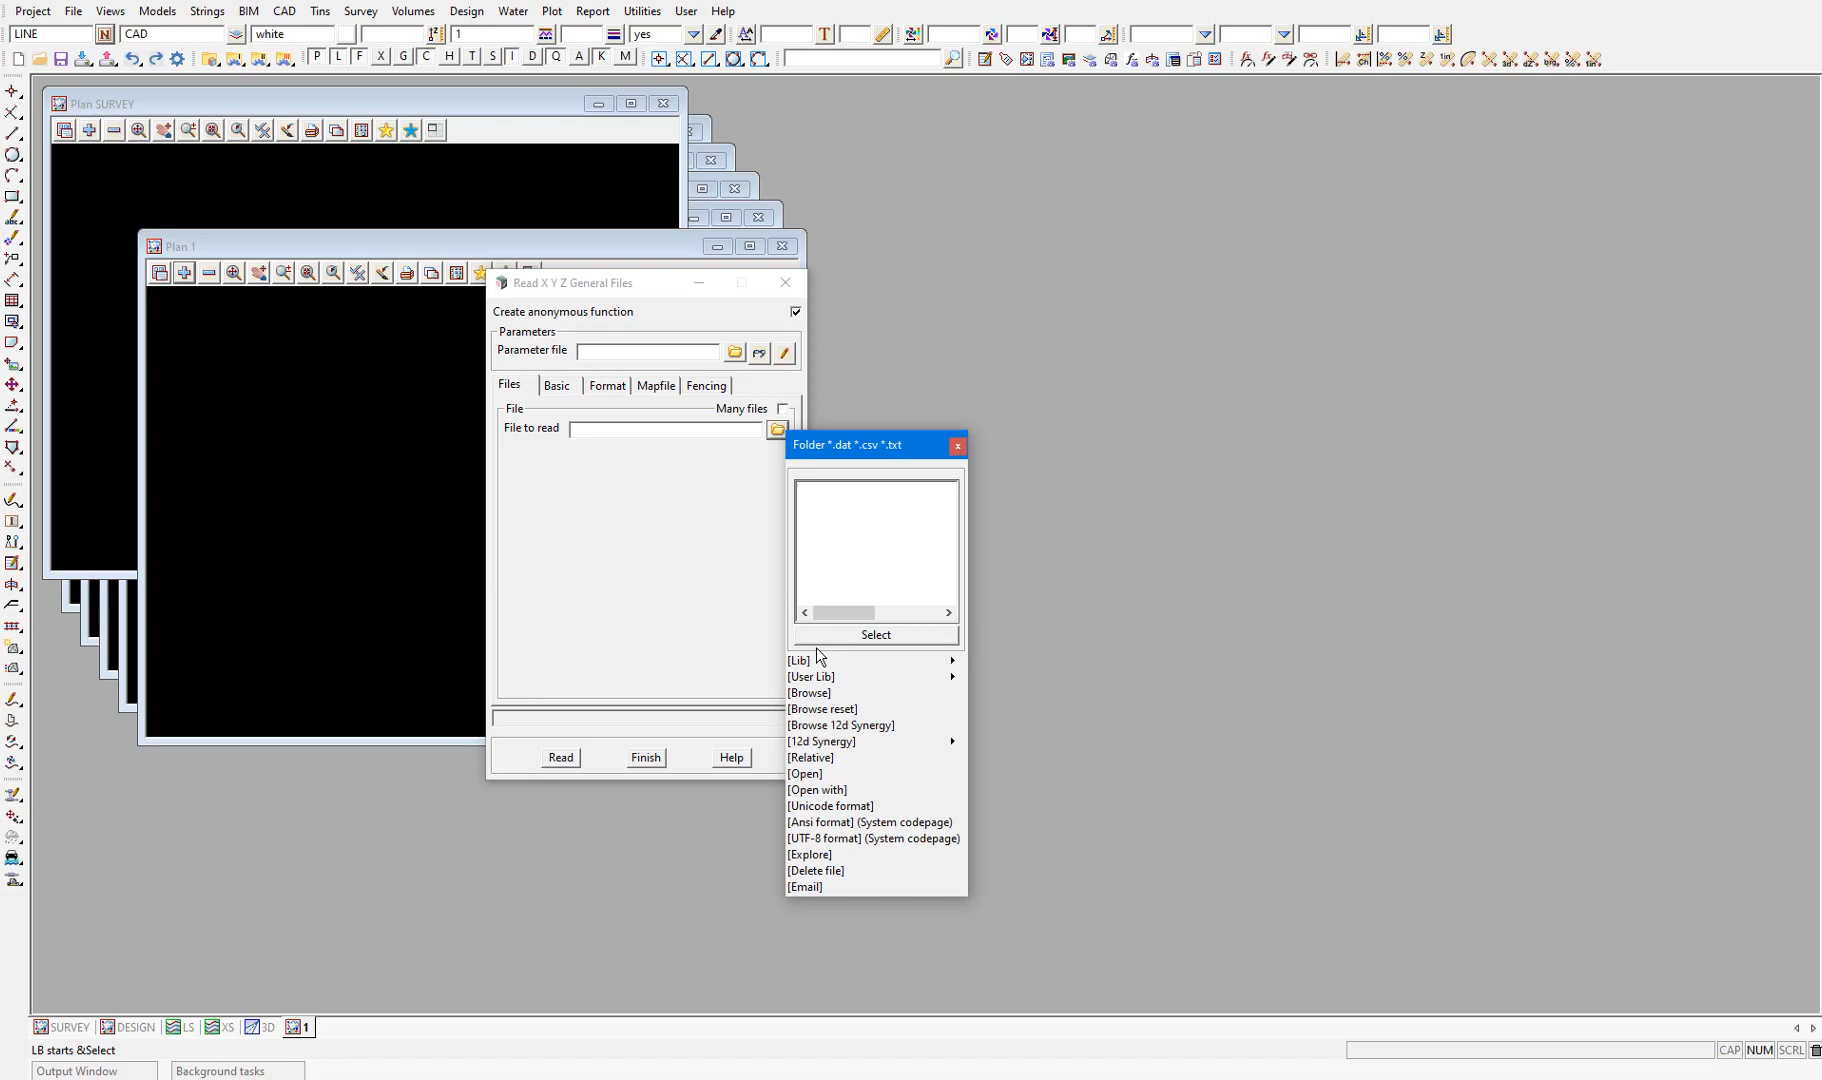 Project File Views Models Strings BIM CAD Tins Survey Volumes Design Water Plot Report Utilities User Help
LINE N CAD white 1 yes T
P L F X G C H T S I D Q A K M
Plan SURVEY
Plan 1
Read X Y Z General Files
Create anonymous function
Parameters
Parameter file
Files Basic Format Mapfile Fencing
File Many files
File to read
Folder *.dat *.csv *.txt
Select
[Lib]
[User Lib]
[Browse]
[Browse reset]
[Browse 12d Synergy]
[12d Synergy]
[Relative]
[Open]
[Open with]
[Unicode format]
[Ansi format] (System codepage)
[UTF-8 format] (System codepage)
[Explore]
[Delete file]
[Email]
Read Finish Help
SURVEY DESIGN LS XS 3D 1
LB starts &Select
CAP NUM SCRL
Output Window Background tasks